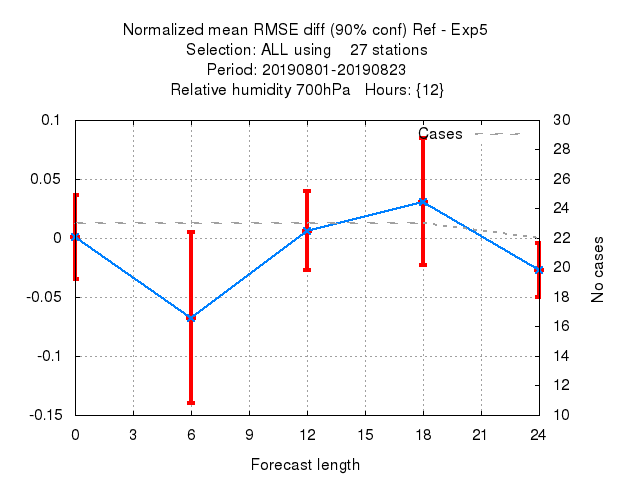 Normalized mean RMSE diff (90% conf) Ref - Exp5
Selection: ALL using    27 stations
Period: 20190801-20190823
Relative humidity 700hPa   Hours: {12}
Cases
0.1
0.05
0
-0.05
-0.1
-0.15
30
28
26
24
22
20
18
16
14
12
10
No cases
0 3 6 9 12 15 18 21 24
Forecast length